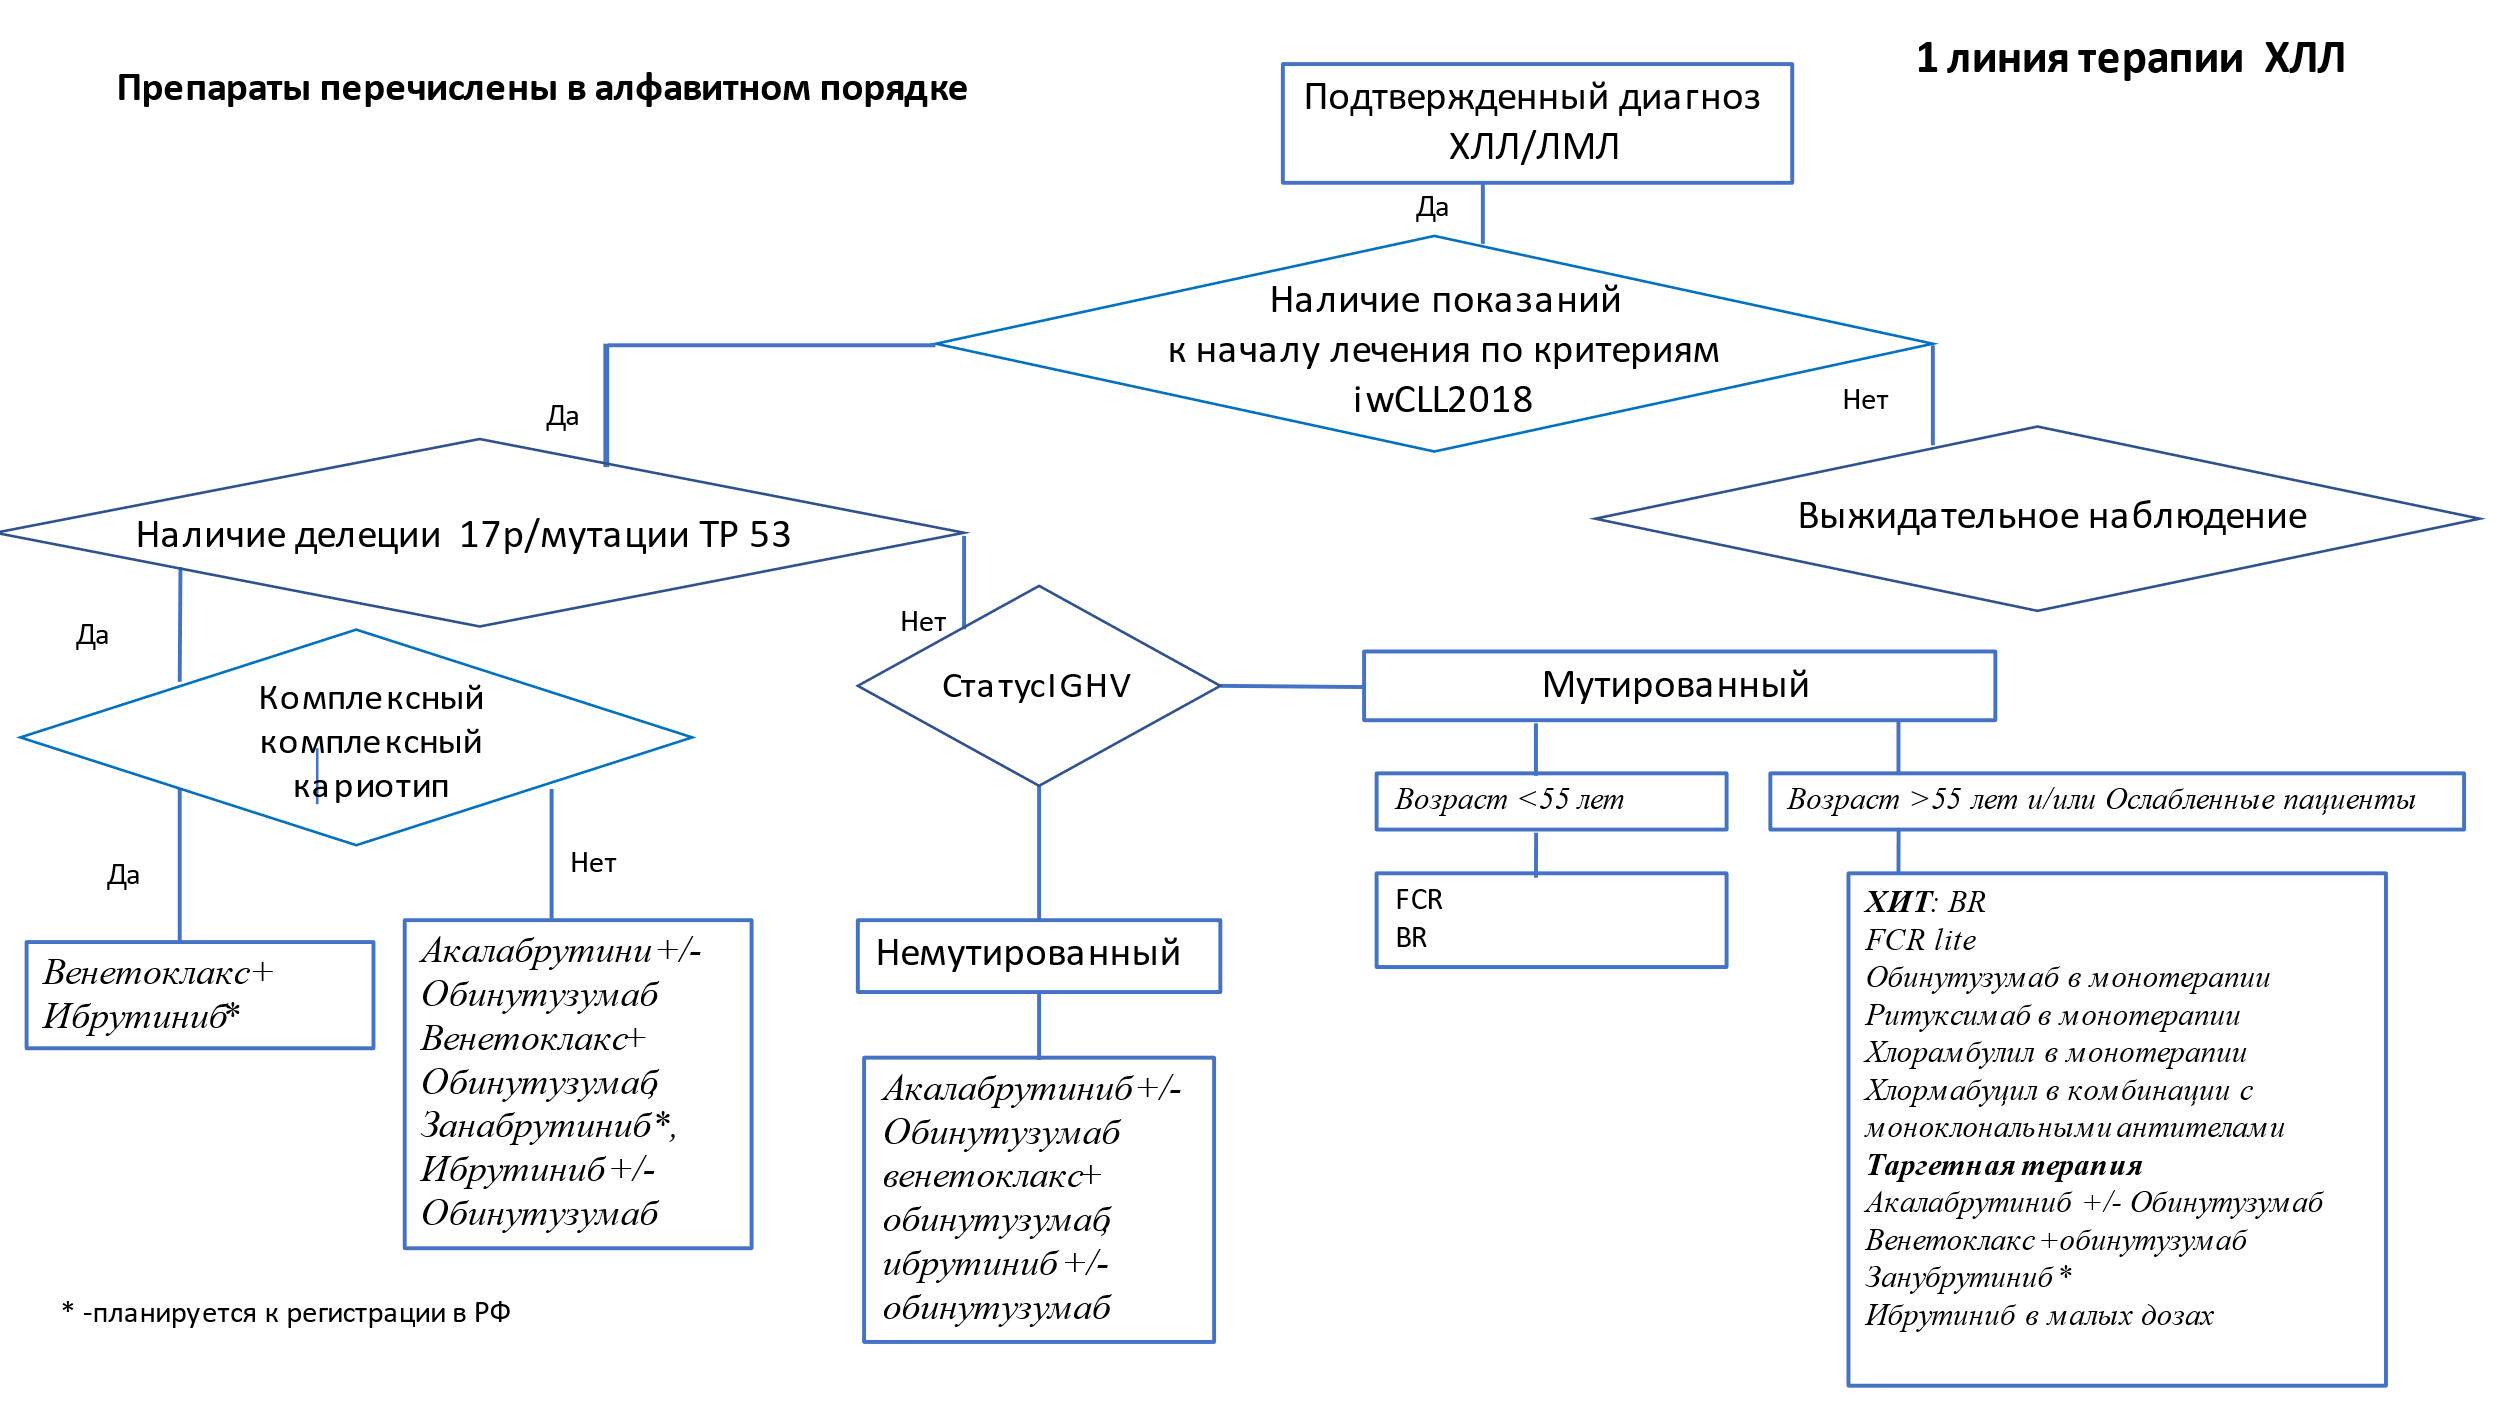 1 линия терапии ХЛЛ
Препараты перечислены в алфавитном порядке
Подтвержденный диагноз
ХЛЛ/ЛМЛ
Да
Наличие показаний
к началу лечения по критериям
iwCLL2018
Да
Нет
Наличие делеции 17p/мутации TP 53
Выжидательное наблюдение
Да
Нет
Комплексный
комплексный
кариотип
СтатусIGHV
Мутированный
Возраст <55 лет
Возраст >55 лет и/или Ослабленные пациенты
Да
Нет
Венетоклакс+
Ибрутиниб*
Акалабрутини +/-
Обинутузумаб
Венетоклакс+
Обинутузумаб,
Занабрутиниб*,
Ибрутиниб +/-
Обинутузумаб
Немутированный
Акалабрутиниб +/-
Обинутузумаб
венетоклакс+
обинутузумаб,
ибрутиниб +/-
обинутузумаб
FCR
BR
ХИТ: BR
FCR lite
Обинутузумаб в монотерапии
Ритуксимаб в монотерапии
Хлорамбулил в монотерапии
Хлормабуцил в комбинации с
моноклональными антителами
Таргетная терапия
Акалабрутиниб +/- Обинутузумаб
Венетоклакс +обинутузумаб
Занубрутиниб *
Ибрутиниб в малых дозах
* -планируется к регистрации в РФ